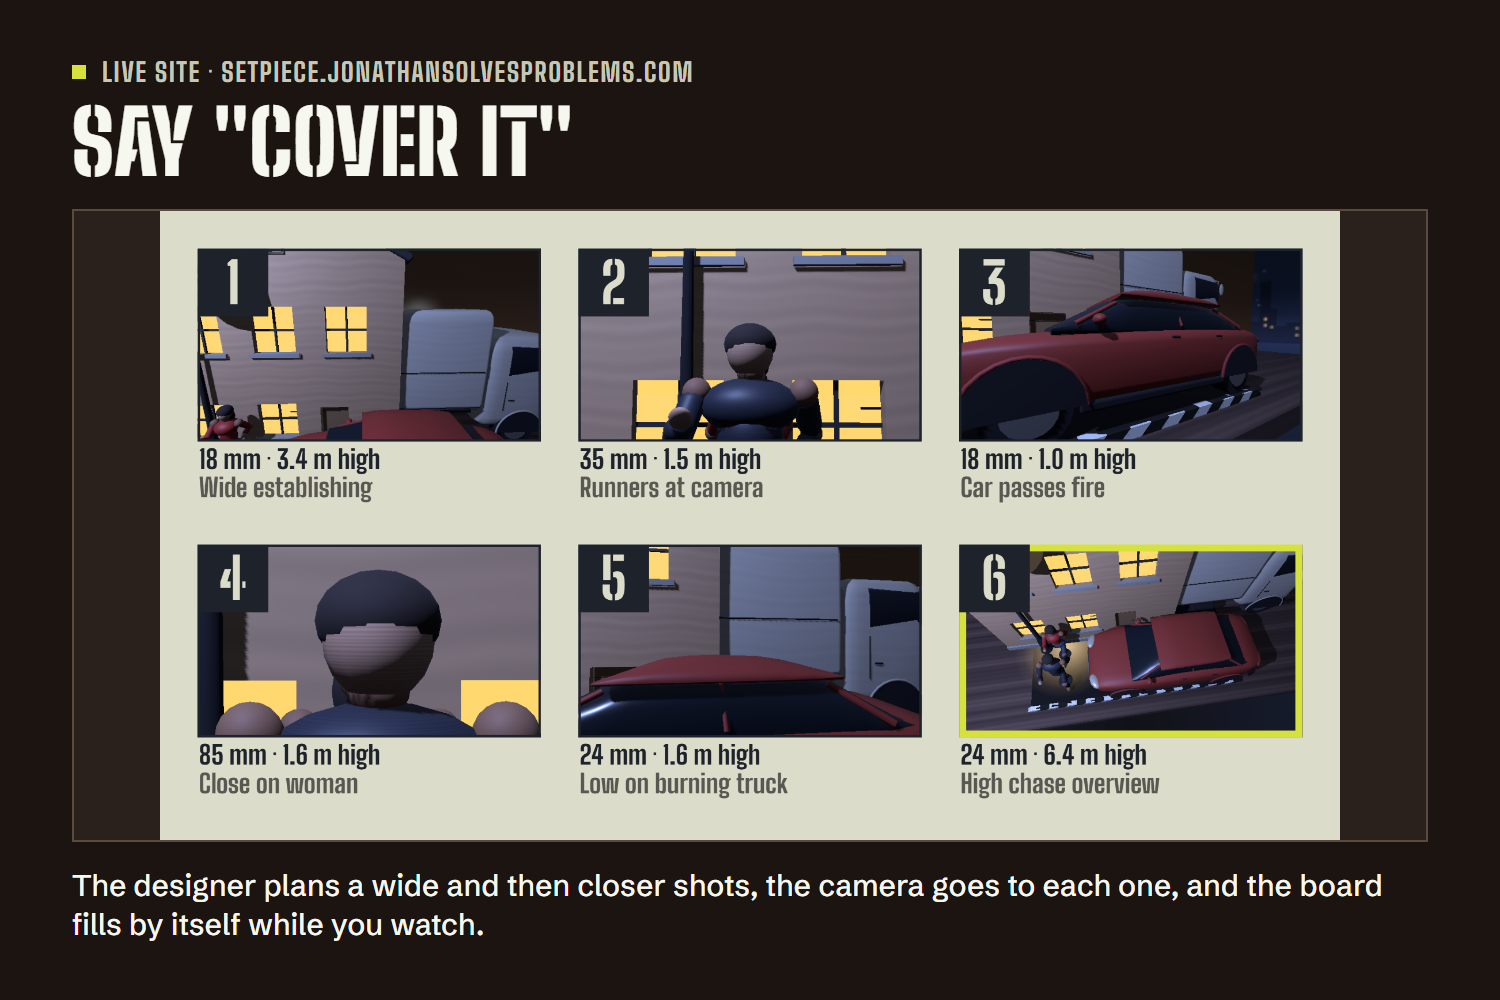 LIVE SITE · SETPIECE.JONATHANSOLVESPROBLEMS.COM
SAY "COVER IT"
1
2
3
18 mm · 3.4 m high
Wide establishing
35 mm · 1.5 m high
Runners at camera
18 mm · 1.0 m high
Car passes fire
4
5
6
85 mm · 1.6 m high
Close on woman
24 mm · 1.6 m high
Low on burning truck
24 mm · 6.4 m high
High chase overview
The designer plans a wide and then closer shots, the camera goes to each one, and the board
fills by itself while you watch.